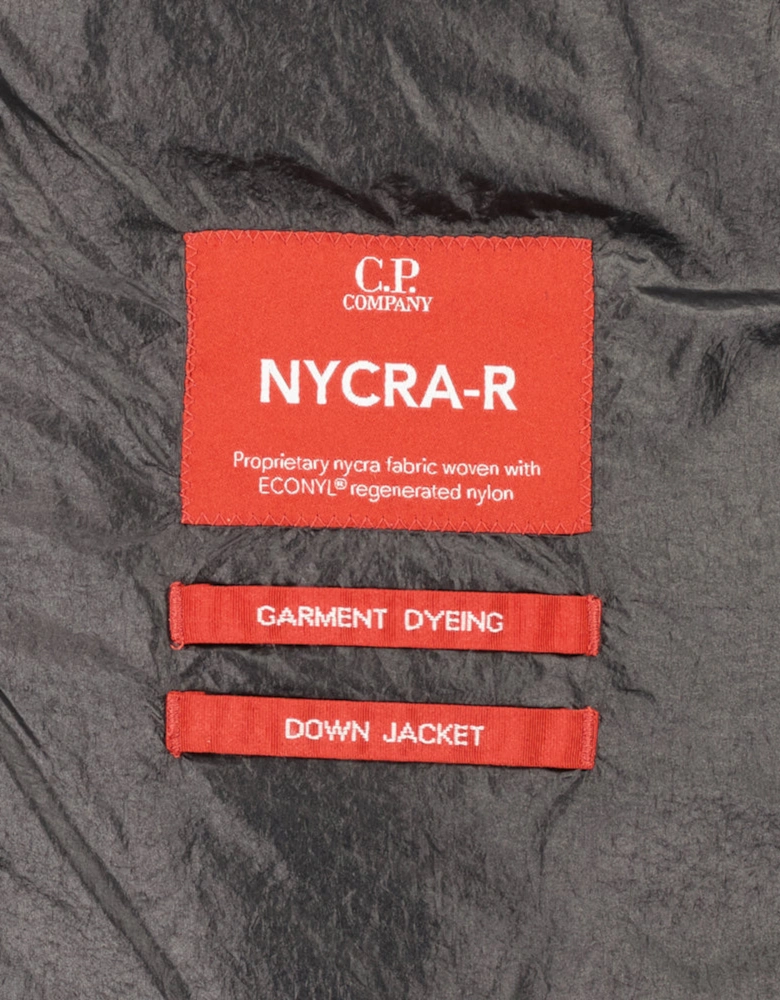 C.P.
COMPANY
NYCRA-R
Proprietary nycra fabric woven with
ECONYL® regenerated nylon
GARMENT DYEING
DOWN JACKET